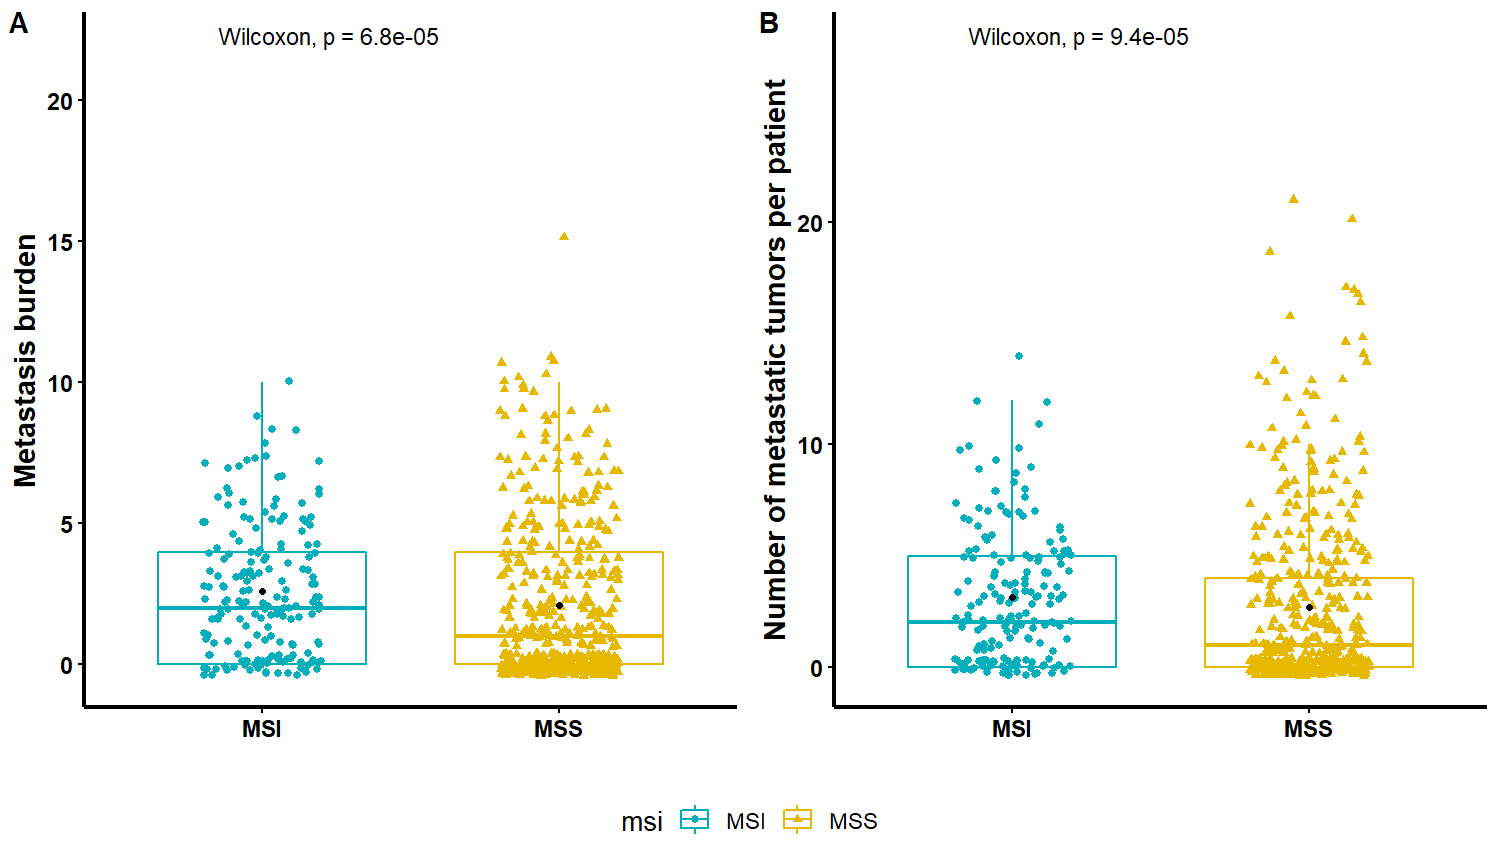 A
Wilcoxon, p = 6.8e-05
Metastasis burden
20
15
10
5
0
MSI
MSS
B
Wilcoxon, p = 9.4e-05
Number of metastatic tumors per patient
20
10
0
MSI
MSS
msi
MSI
MSS